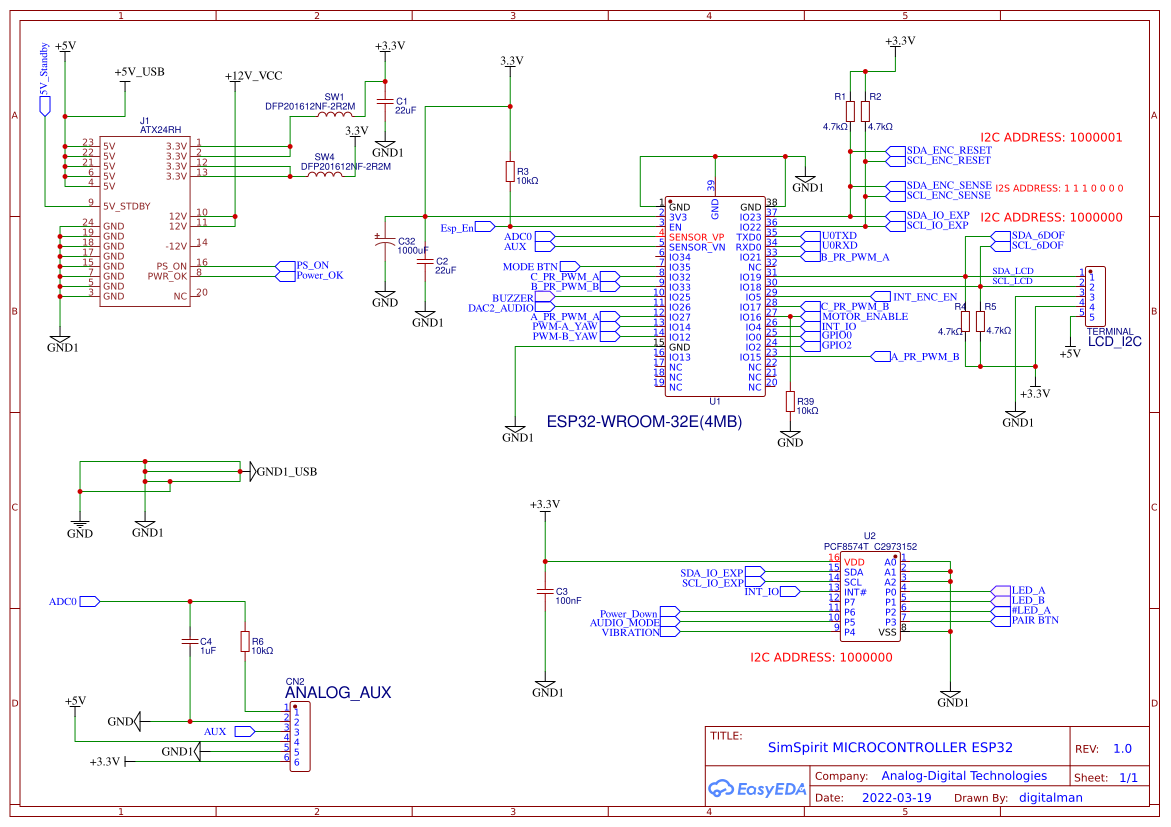 1 2 3 4 5
A B C D
A B C D
+5V
5V_Standby
+5V_USB
+12V_VCC
J1
ATX24RH
23 5V
22 5V
21 5V
6 5V
4 5V
9 5V_STDBY
24 GND
19 GND
18 GND
17 GND
15 GND
7 GND
5 GND
3 GND
3.3V 1
3.3V 2
3.3V 12
3.3V 13
12V 10
12V 11
-12V 14
PS_ON 16
PWR_OK 8
NC 20
PS_ON
Power_OK
GND1
SW1
DFP201612NF-2R2M
3.3V
SW4
DFP201612NF-2R2M
+3.3V
C1
22uF
GND1
3.3V
R3
10kΩ
C32
1000uF
C2
22uF
GND
GND1
Esp_En
ADC0
AUX
MODE BTN
C_PR_PWM_A
B_PR_PWM_B
BUZZER
DAC2_AUDIO
A_PR_PWM_A
PWM-A_YAW
PWM-B_YAW
GND1
1 GND
2 3V3
3 EN
4 SENSOR_VP
5 SENSOR_VN
6 IO34
7 IO35
8 IO32
9 IO33
10 IO25
11 IO26
12 IO27
13 IO14
14 IO12
15 GND
16 IO13
17 NC
18 NC
19 NC
39 GND
GND 38
IO23 37
IO22 36
TXD0 35
RXD0 34
IO21 33
NC 32
IO19 31
IO18 30
IO5 29
IO17 28
IO16 27
IO4 26
IO0 25
IO2 24
IO15 23
NC 22
NC 21
NC 20
U1
ESP32-WROOM-32E(4MB)
GND1
U0TXD
U0RXD
B_PR_PWM_A
INT_ENC_EN
C_PR_PWM_B
MOTOR_ENABLE
INT_IO
GPIO0
GPIO2
A_PR_PWM_B
R39
10kΩ
GND
+3.3V
R1 R2
4.7kΩ 4.7kΩ
I2C ADDRESS: 1000001
SDA_ENC_RESET
SCL_ENC_RESET
SDA_ENC_SENSE
SCL_ENC_SENSE
I2S ADDRESS: 1 1 1 0 0 0 0
SDA_IO_EXP
SCL_IO_EXP
I2C ADDRESS: 1000000
SDA_6DOF
SCL_6DOF
SDA_LCD
SCL_LCD
R4 R5
4.7kΩ 4.7kΩ
1 1
2 2
3 3
4 4
5 5
TERMINAL
LCD_I2C
+5V
+3.3V
GND1
GND1_USB
GND
GND1
+3.3V
C3
100nF
GND1
U2
PCF8574T_C2973152
SDA_IO_EXP
SCL_IO_EXP
INT_IO
Power_Down
AUDIO_MODE
VIBRATION
16 VDD
15 SDA
14 SCL
13 INT#
12 P7
11 P6
10 P5
9 P4
A0 1
A1 2
A2 3
P0 4
P1 5
P2 6
P3 7
VSS 8
LED_A
LED_B
#LED_A
PAIR BTN
I2C ADDRESS: 1000000
GND1
ADC0
C4
1uF
R6
10kΩ
CN2
ANALOG_AUX
+5V
GND
AUX
GND1
+3.3V
1 1
2 2
3 3
4 4
5 5
6 6
TITLE:
SimSpirit MICROCONTROLLER ESP32
REV: 1.0
EasyEDA
Company: Analog-Digital Technologies
Sheet: 1/1
Date: 2022-03-19 Drawn By: digitalman
1 2 3 4 5